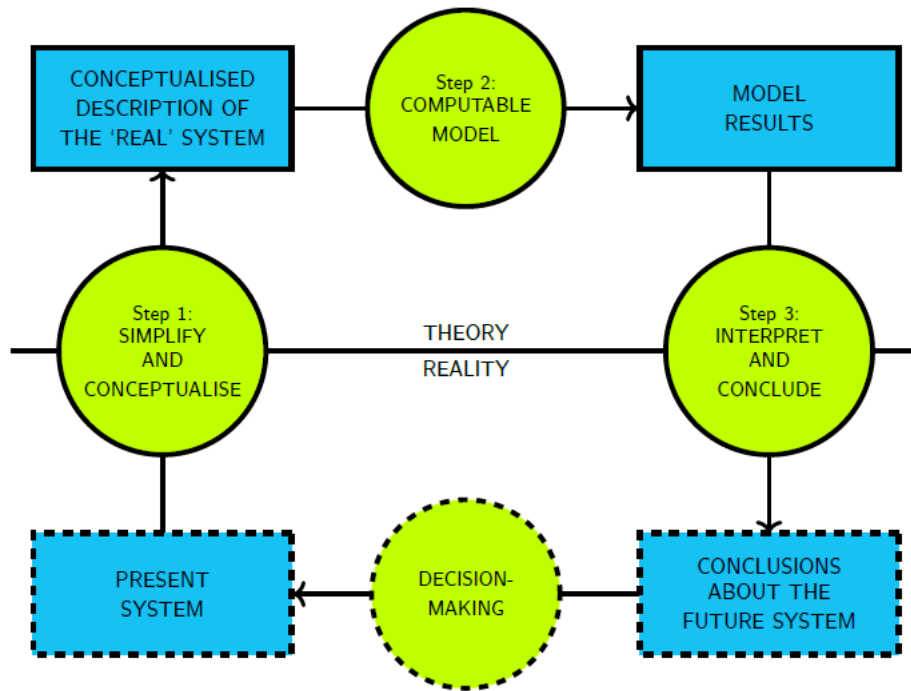 CONCEPTUALISED
DESCRIPTION OF
THE ‘REAL’ SYSTEM
Step 2:
COMPUTABLE
MODEL
MODEL
RESULTS
Step 1:
SIMPLIFY
AND
CONCEPTUALISE
THEORY
REALITY
Step 3:
INTERPRET
AND
CONCLUDE
PRESENT
SYSTEM
DECISION-
MAKING
CONCLUSIONS
ABOUT THE
FUTURE SYSTEM